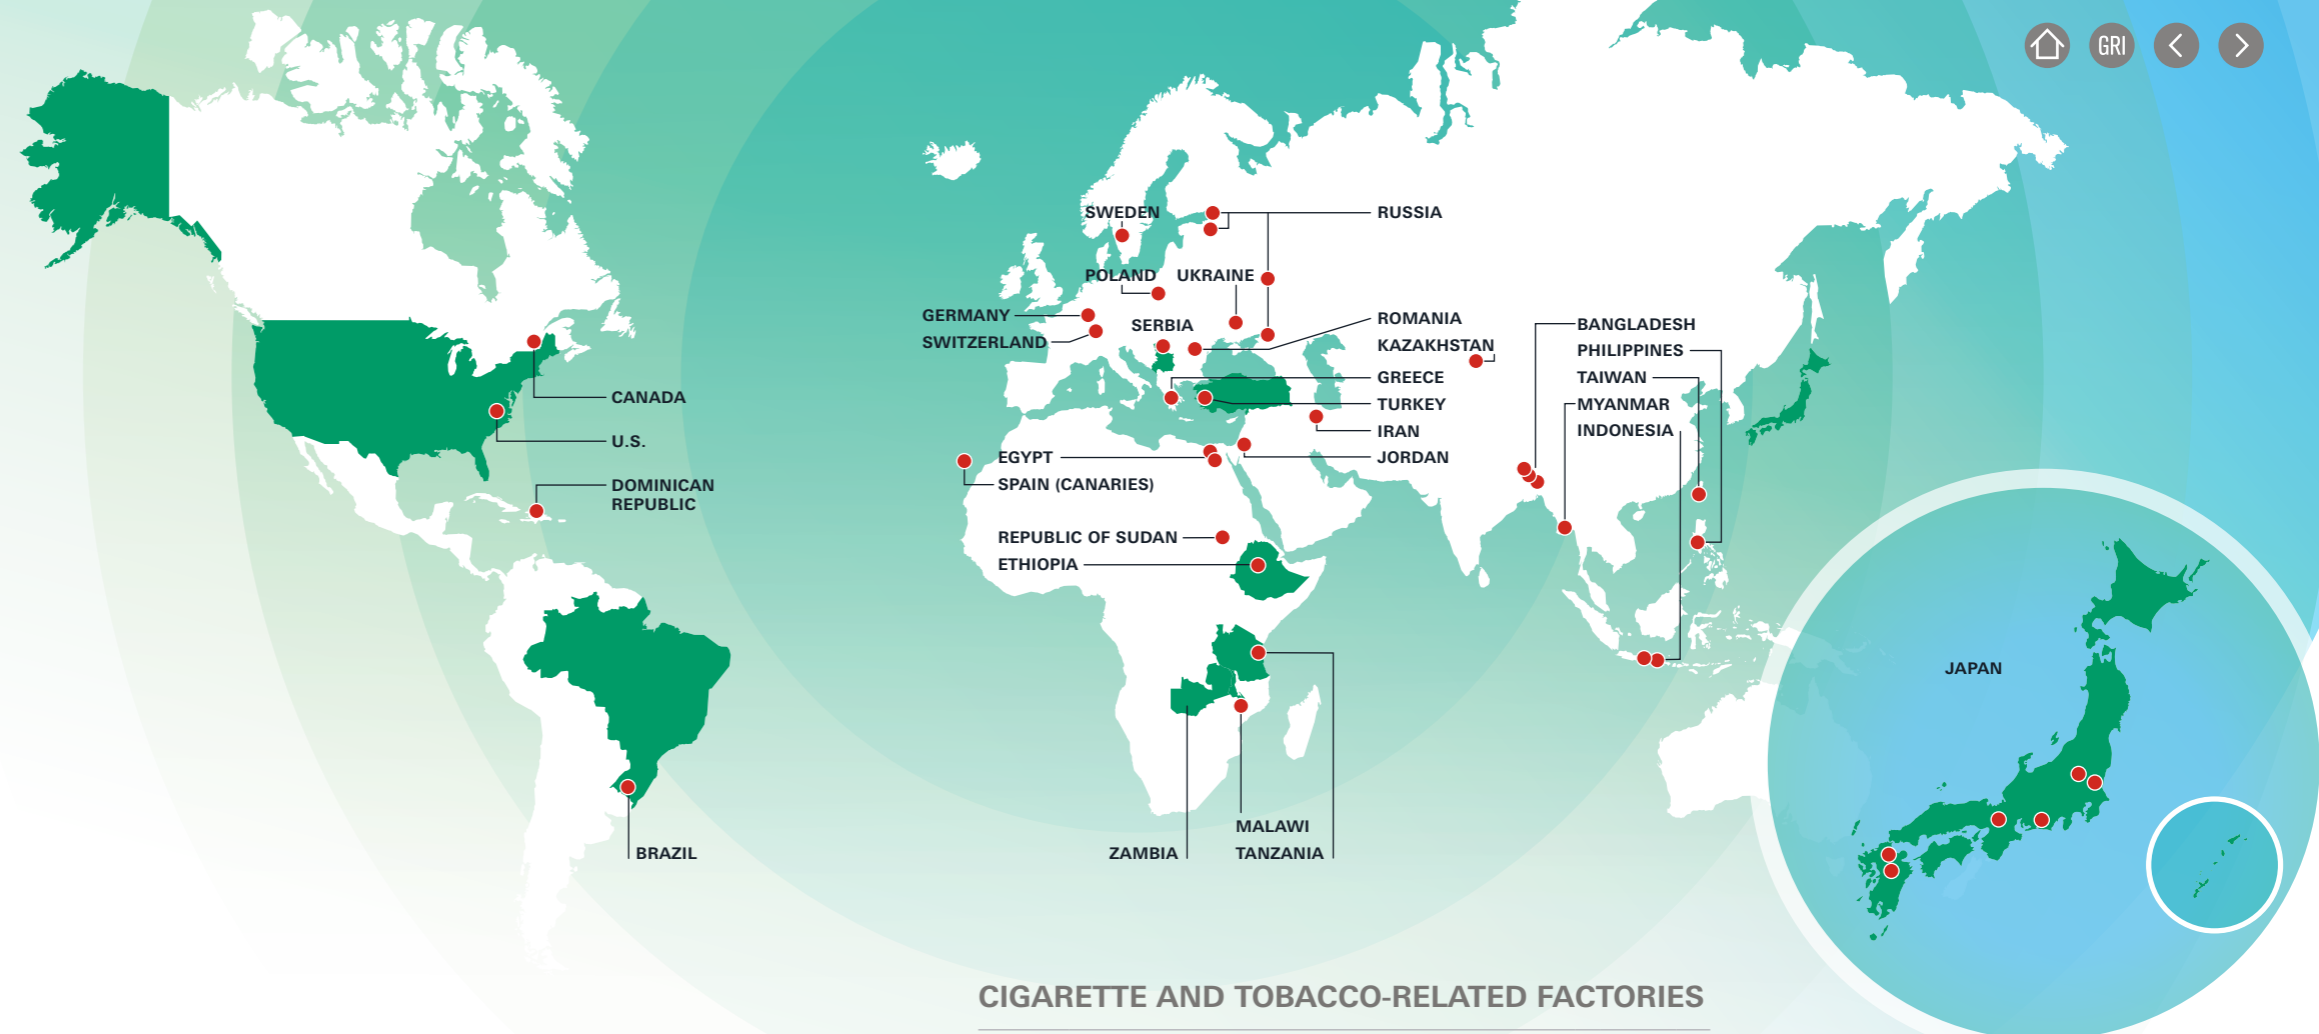 GRI
SWEDEN
RUSSIA
POLAND
UKRAINE
GERMANY
SWITZERLAND
SERBIA
ROMANIA
KAZAKHSTAN
GREECE
TURKEY
IRAN
JORDAN
BANGLADESH
PHILIPPINES
TAIWAN
MYANMAR
INDONESIA
CANADA
U.S.
DOMINICAN
REPUBLIC
EGYPT
SPAIN (CANARIES)
REPUBLIC OF SUDAN
ETHIOPIA
JAPAN
BRAZIL
MALAWI
ZAMBIA
TANZANIA
CIGARETTE AND TOBACCO-RELATED FACTORIES